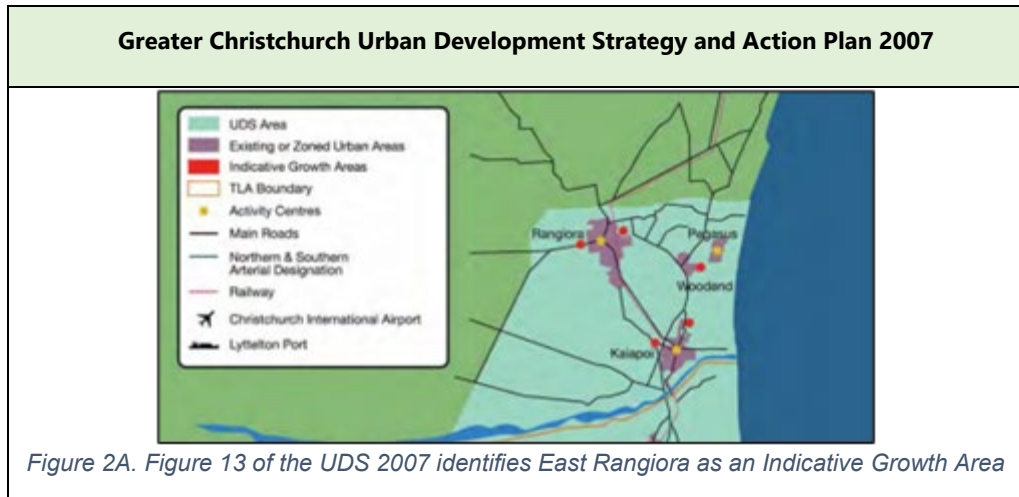 Greater Christchurch Urban Development Strategy and Action Plan 2007
UDS Area
Existing or Zoned Urban Areas
Indicative Growth Areas
TLA Boundary
Activity Centres
Main Roads
Northern & Southern
Arterial Designation
Railway
Christchurch International Airport
Lyttelton Port
Rangiora
Pegasus
Woodend
Kaiapoi
Figure 2A. Figure 13 of the UDS 2007 identifies East Rangiora as an Indicative Growth Area